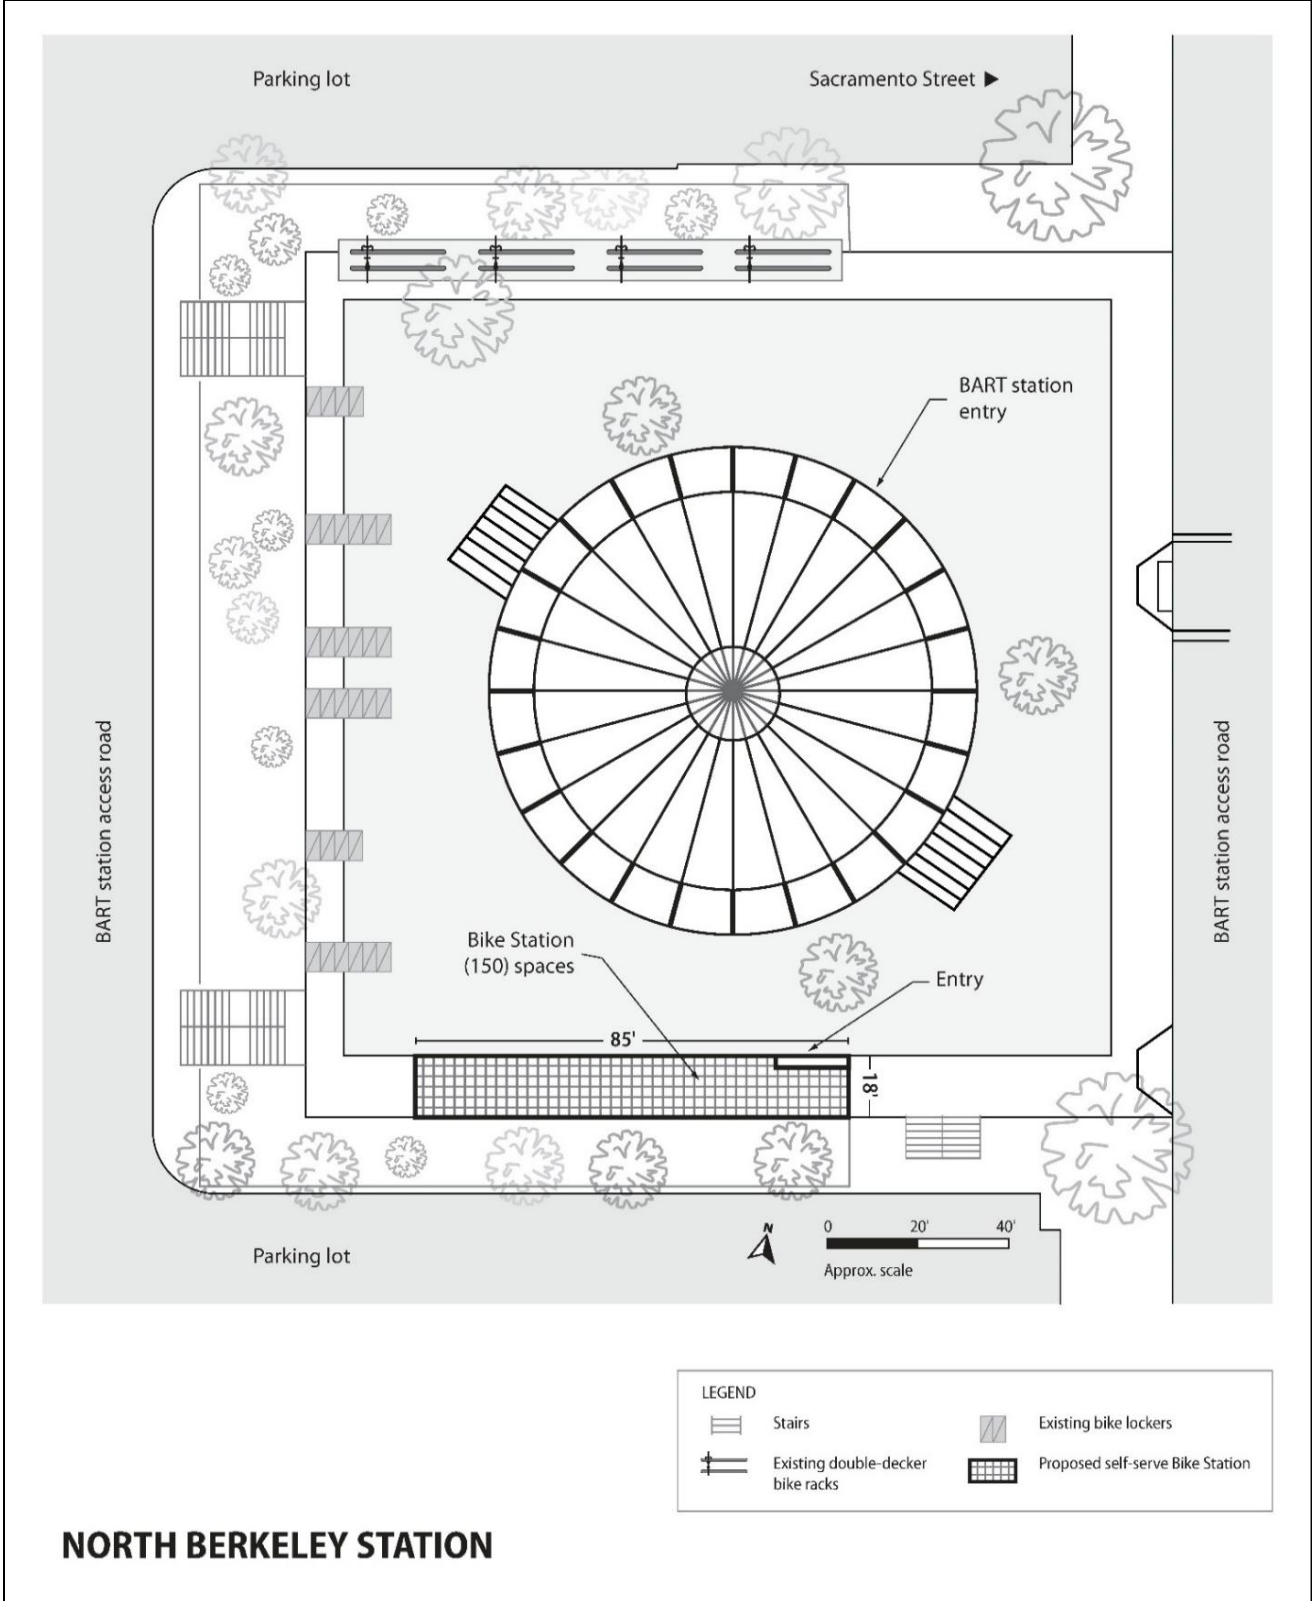 Parking lot
Sacramento Street ▶
BART station
entry
BART station access road
BART station access road
Bike Station
(150) spaces
Entry
85'
18'
N
0 20' 40'
Approx. scale
Parking lot
LEGEND
Stairs
Existing bike lockers
Existing double-decker
bike racks
Proposed self-serve Bike Station
NORTH BERKELEY STATION